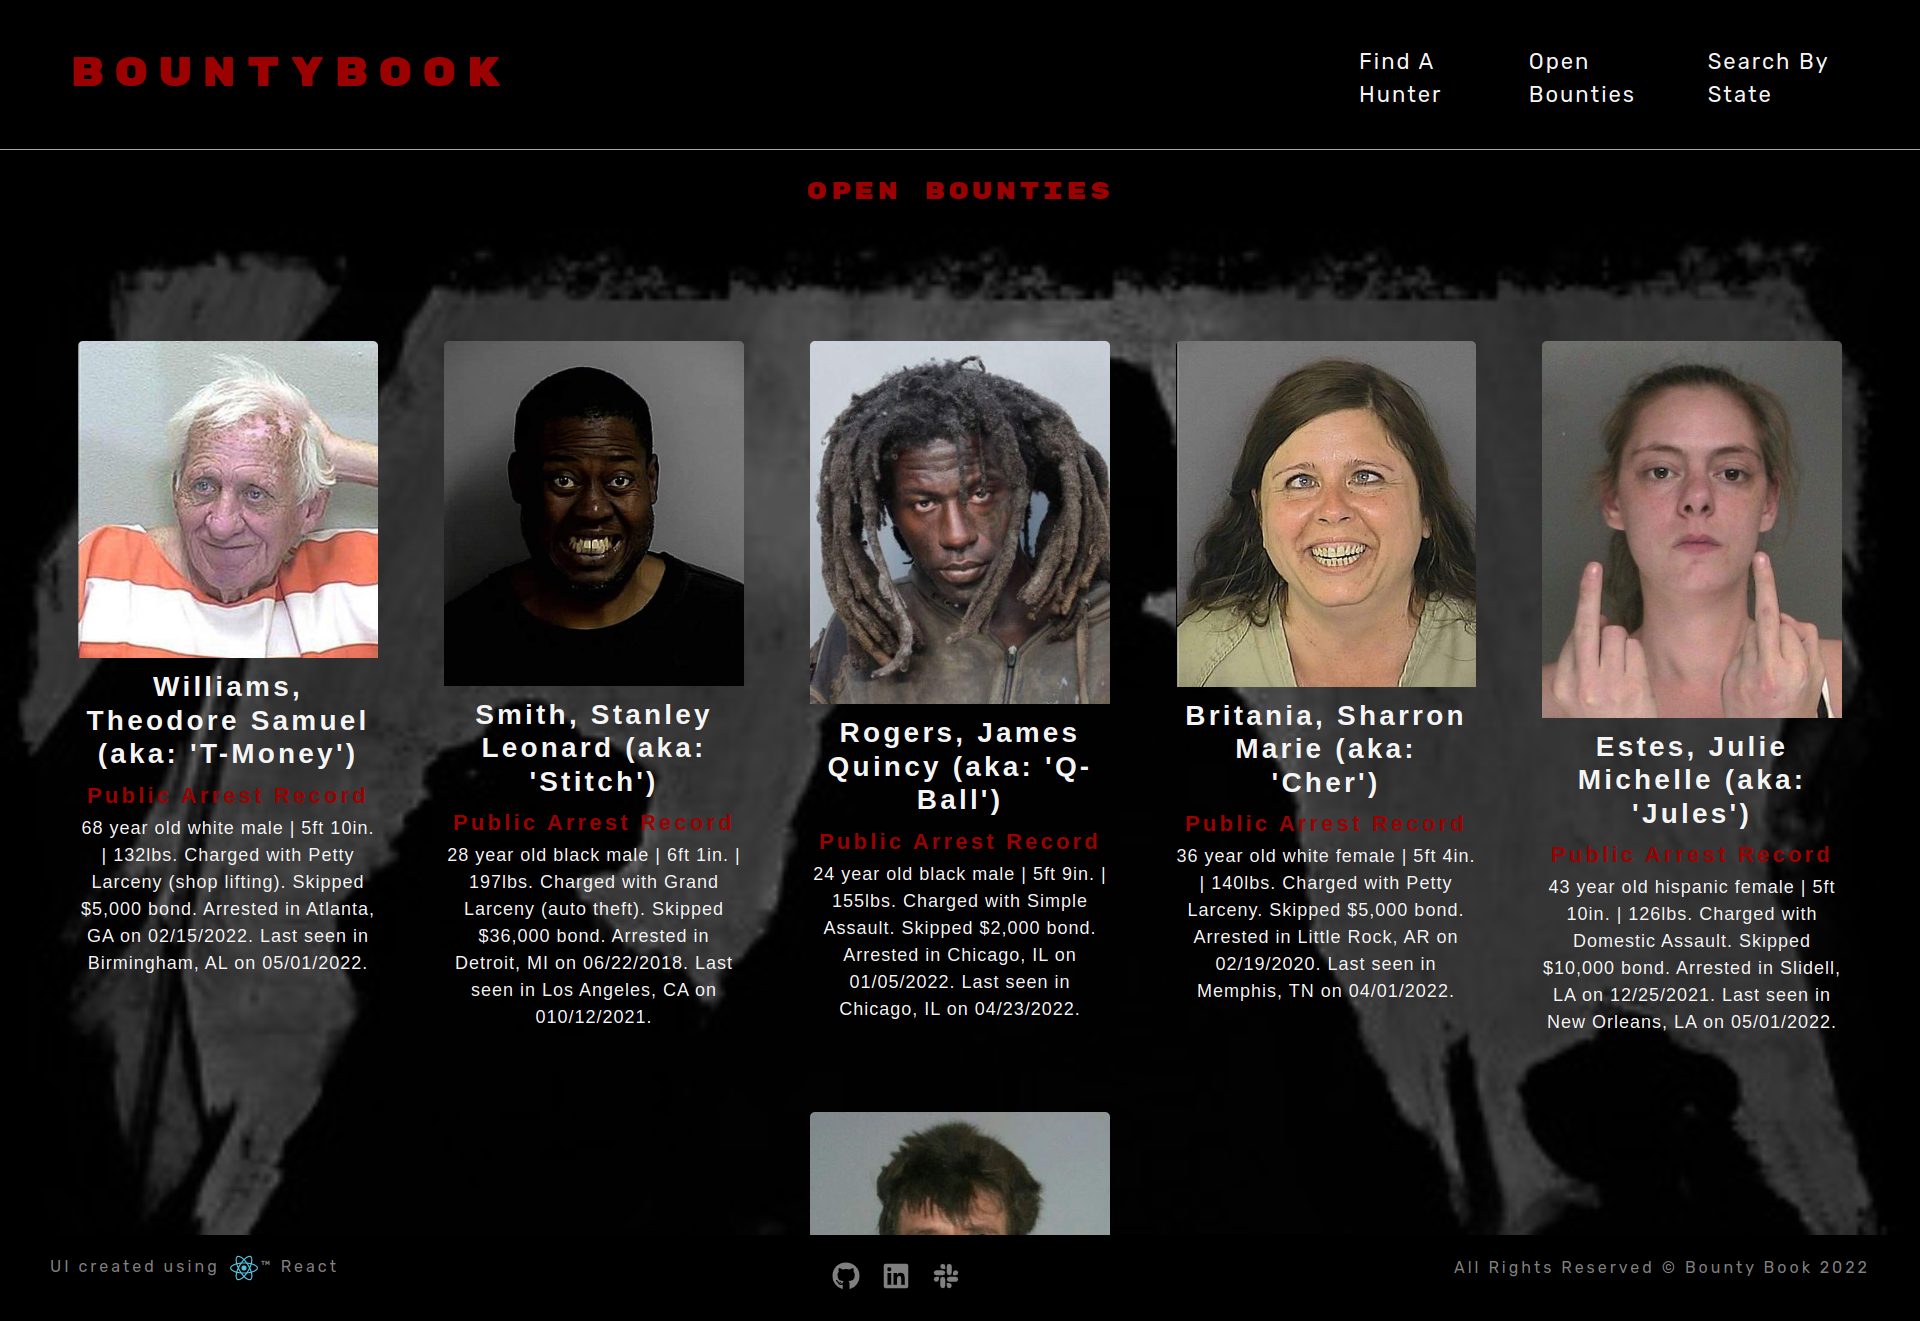 BOUNTYBOOK
Find A
Hunter
Open
Bounties
Search By
State
OPEN BOUNTIES
Williams,
Theodore Samuel
(aka: 'T-Money')
Public Arrest Record
68 year old white male | 5ft 10in.
| 132lbs. Charged with Petty
Larceny (shop lifting). Skipped
$5,000 bond. Arrested in Atlanta,
GA on 02/15/2022. Last seen in
Birmingham, AL on 05/01/2022.
Smith, Stanley
Leonard (aka:
'Stitch')
Public Arrest Record
28 year old black male | 6ft 1in. |
197lbs. Charged with Grand
Larceny (auto theft). Skipped
$36,000 bond. Arrested in
Detroit, MI on 06/22/2018. Last
seen in Los Angeles, CA on
010/12/2021.
Rogers, James
Quincy (aka: 'Q-
Ball')
Public Arrest Record
24 year old black male | 5ft 9in. |
155lbs. Charged with Simple
Assault. Skipped $2,000 bond.
Arrested in Chicago, IL on
01/05/2022. Last seen in
Chicago, IL on 04/23/2022.
Britania, Sharron
Marie (aka:
'Cher')
Public Arrest Record
36 year old white female | 5ft 4in.
| 140lbs. Charged with Petty
Larceny. Skipped $5,000 bond.
Arrested in Little Rock, AR on
02/19/2020. Last seen in
Memphis, TN on 04/01/2022.
Estes, Julie
Michelle (aka:
'Jules')
Public Arrest Record
43 year old hispanic female | 5ft
10in. | 126lbs. Charged with
Domestic Assault. Skipped
$10,000 bond. Arrested in Slidell,
LA on 12/25/2021. Last seen in
New Orleans, LA on 05/01/2022.
UI created using ™ React
in
All Rights Reserved © Bounty Book 2022